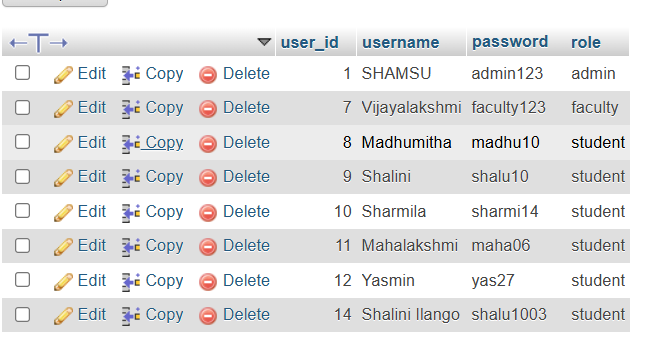 user_id username password role
Edit Copy Delete 1 SHAMSU admin123 admin
Edit Copy Delete 7 Vijayalakshmi faculty123 faculty
Edit Copy Delete 8 Madhumitha madhu10 student
Edit Copy Delete 9 Shalini shalu10 student
Edit Copy Delete 10 Sharmila sharmi14 student
Edit Copy Delete 11 Mahalakshmi maha06 student
Edit Copy Delete 12 Yasmin yas27 student
Edit Copy Delete 14 Shalini Ilango shalu1003 student